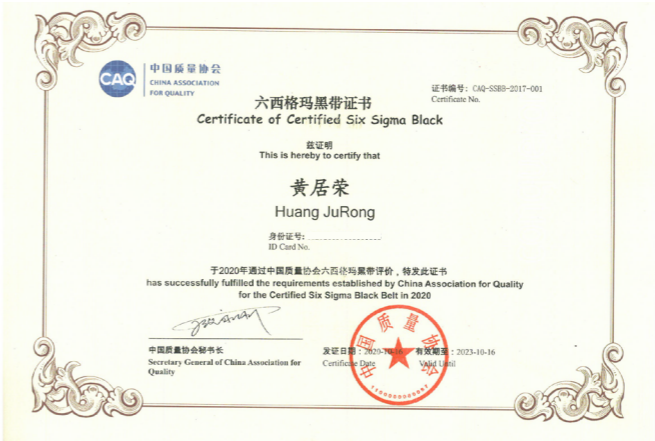 CAQ
中国质量协会
CHINA ASSOCIATION
FOR QUALITY
证书编号: CAQ-SSBB-2017-001
Certificate No.
六西格玛黑带证书
Certificate of Certified Six Sigma Black
兹证明
This is hereby to certify that
黄居荣
Huang JuRong
身份证号:
ID Card No.
于2020年通过中国质量协会六西格玛黑带评价，特发此证书
has successfully fulfilled the requirements established by China Association for Quality
for the Certified Six Sigma Black Belt in 2020
中国质量协会秘书长
Secretary General of China Association for
Quality
发证日期: 2020-10-16 有效期至: 2023-10-16
Certificate Date Valid Until
中国质量协会